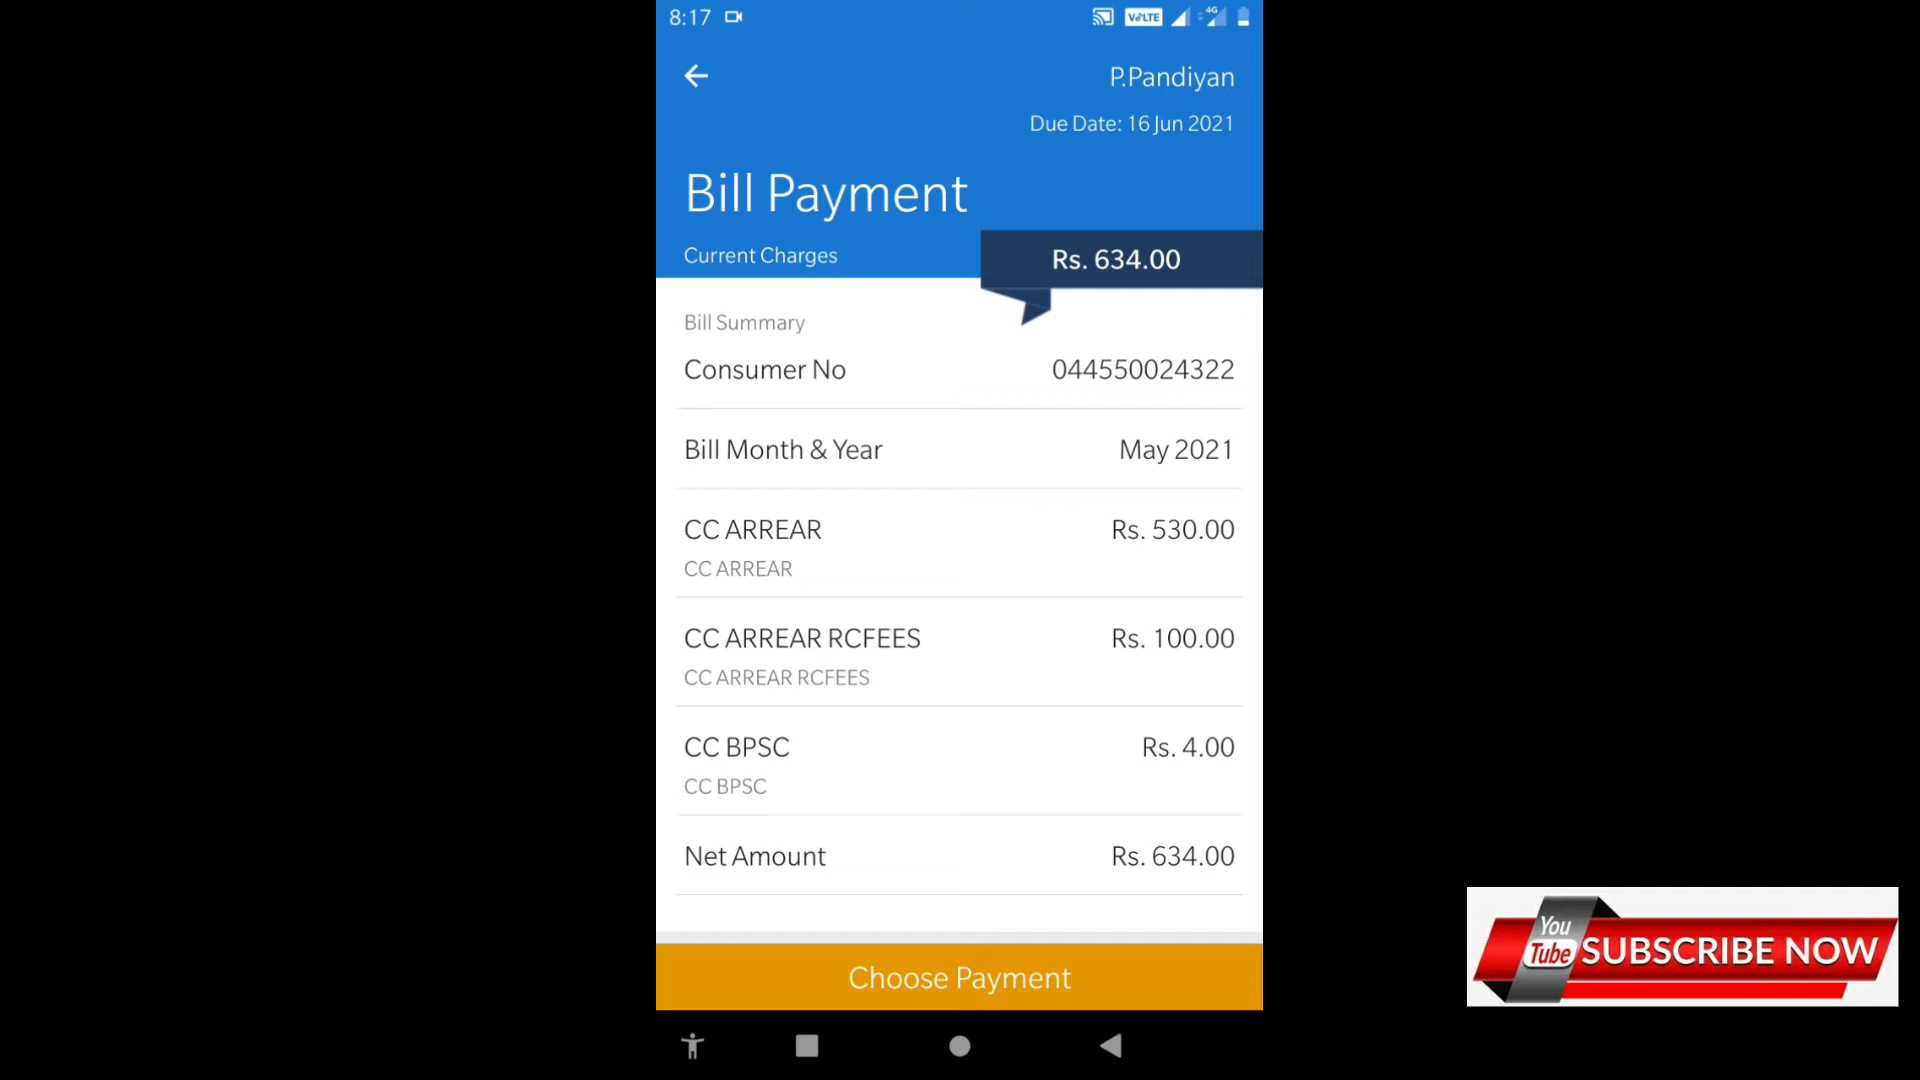 8:17
VoLTE
4G
P.Pandiyan
Due Date: 16 Jun 2021
Bill Payment
Current Charges
Rs. 634.00
Bill Summary
Consumer No 044550024322
Bill Month & Year May 2021
CC ARREAR Rs. 530.00
CC ARREAR
CC ARREAR RCFEES Rs. 100.00
CC ARREAR RCFEES
CC BPSC Rs. 4.00
CC BPSC
Net Amount Rs. 634.00
Choose Payment
You
Tube SUBSCRIBE NOW